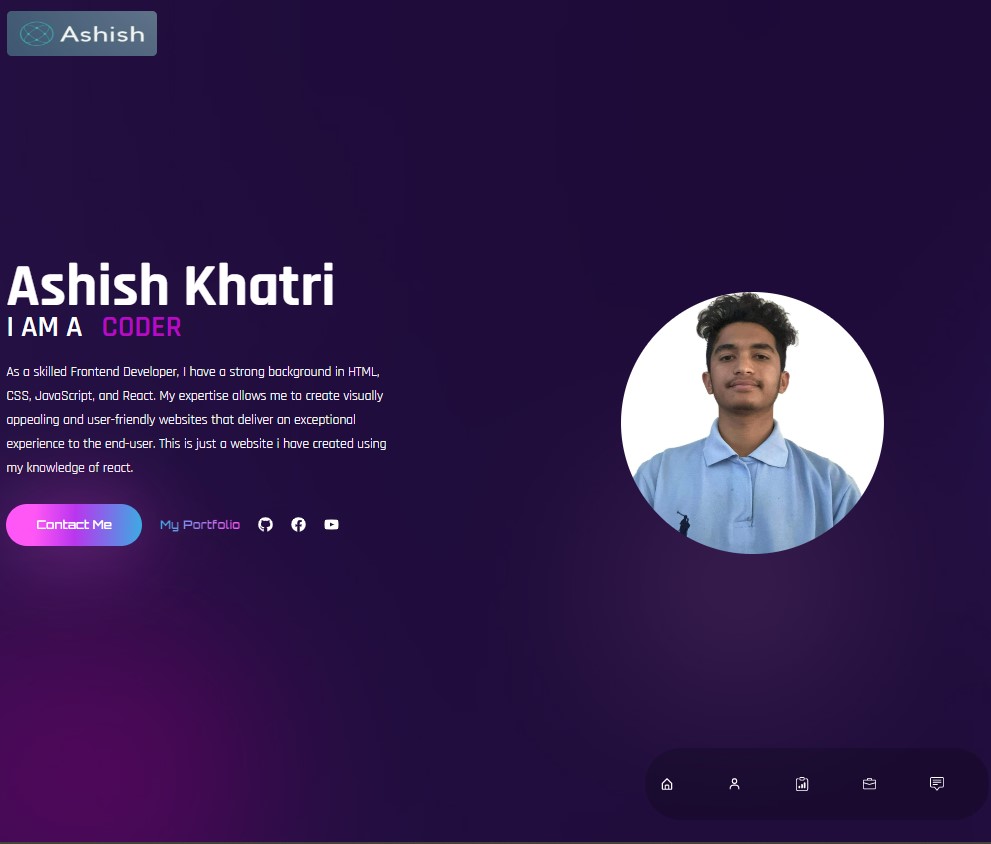 Ashish
Ashish Khatri
I AM A CODER
As a skilled Frontend Developer, I have a strong background in HTML,
CSS, JavaScript, and React. My expertise allows me to create visually
appealing and user-friendly websites that deliver an exceptional
experience to the end-user. This is just a website i have created using
my knowledge of react.
Contact Me My Portfolio